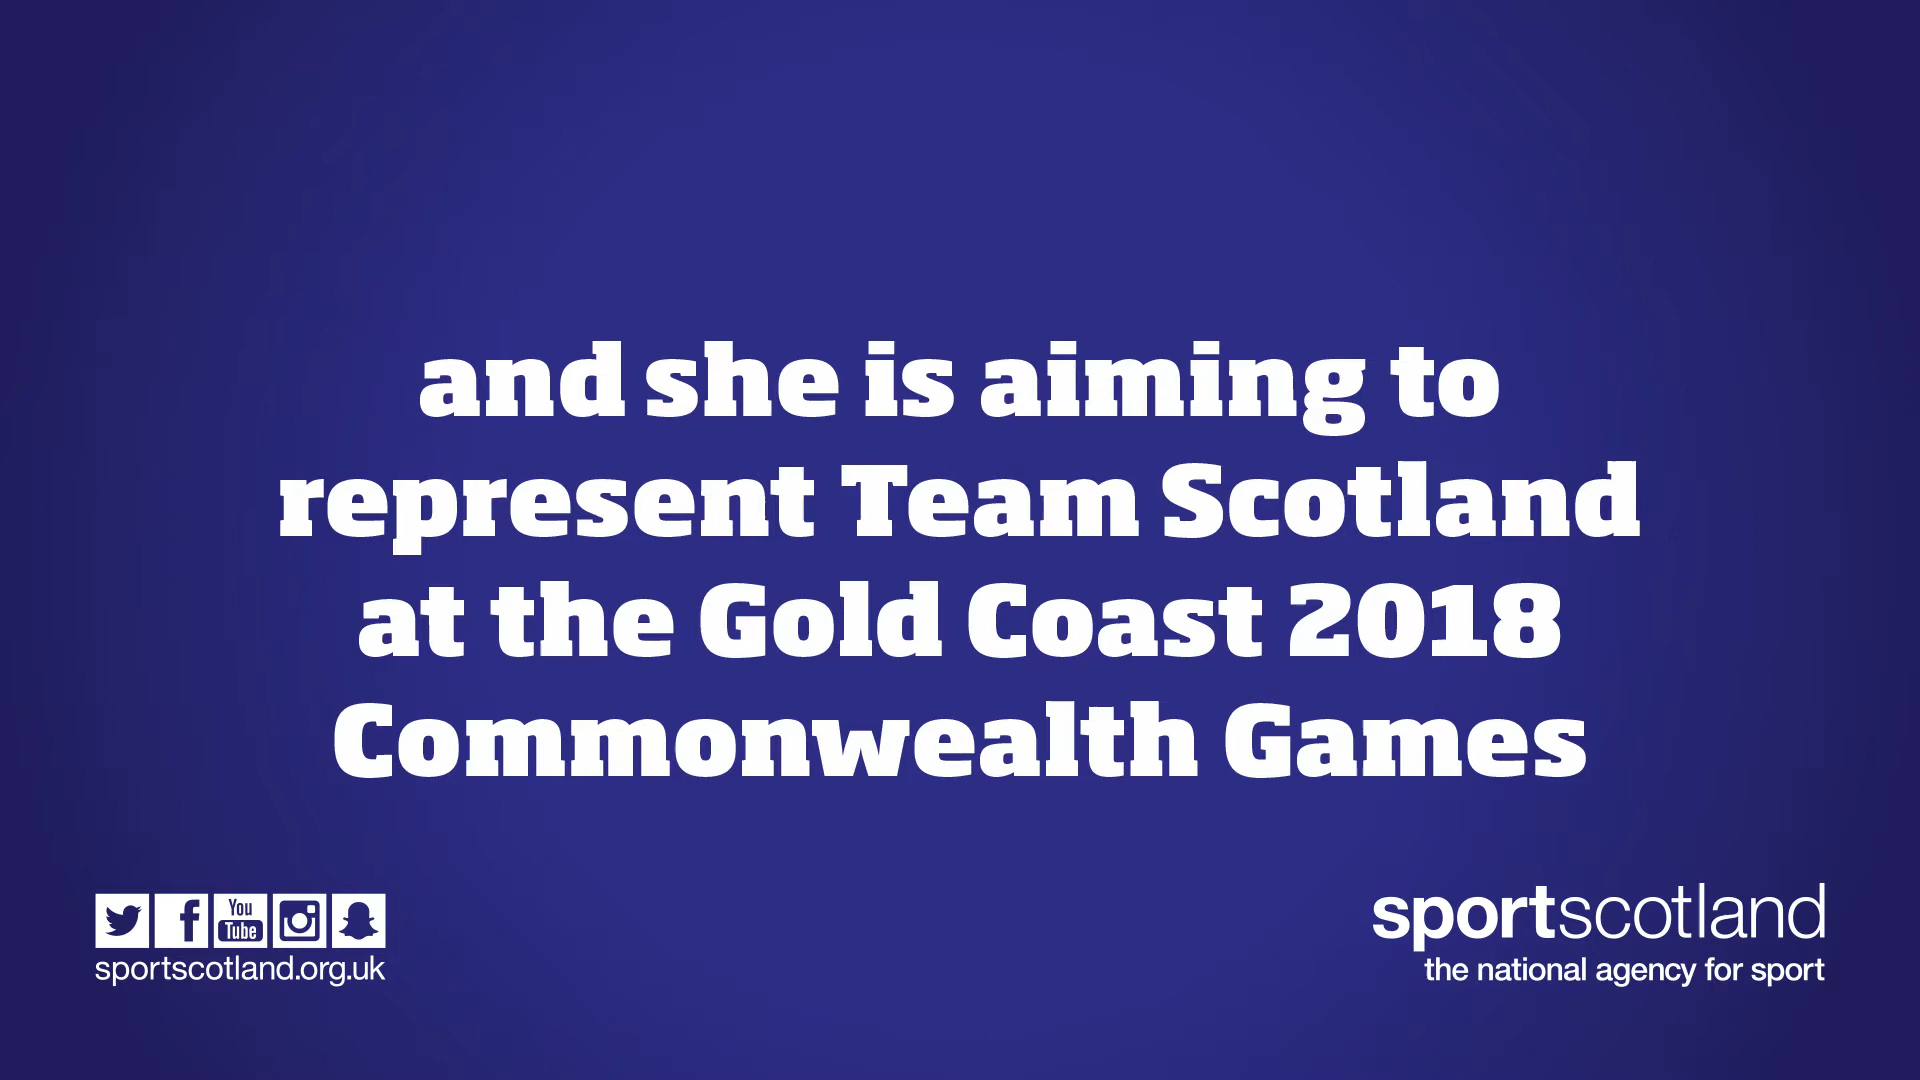 and she is aiming to
represent Team Scotland
at the Gold Coast 2018
Commonwealth Games
You
Tube
sportscotland.org.uk
sportscotland
the national agency for sport